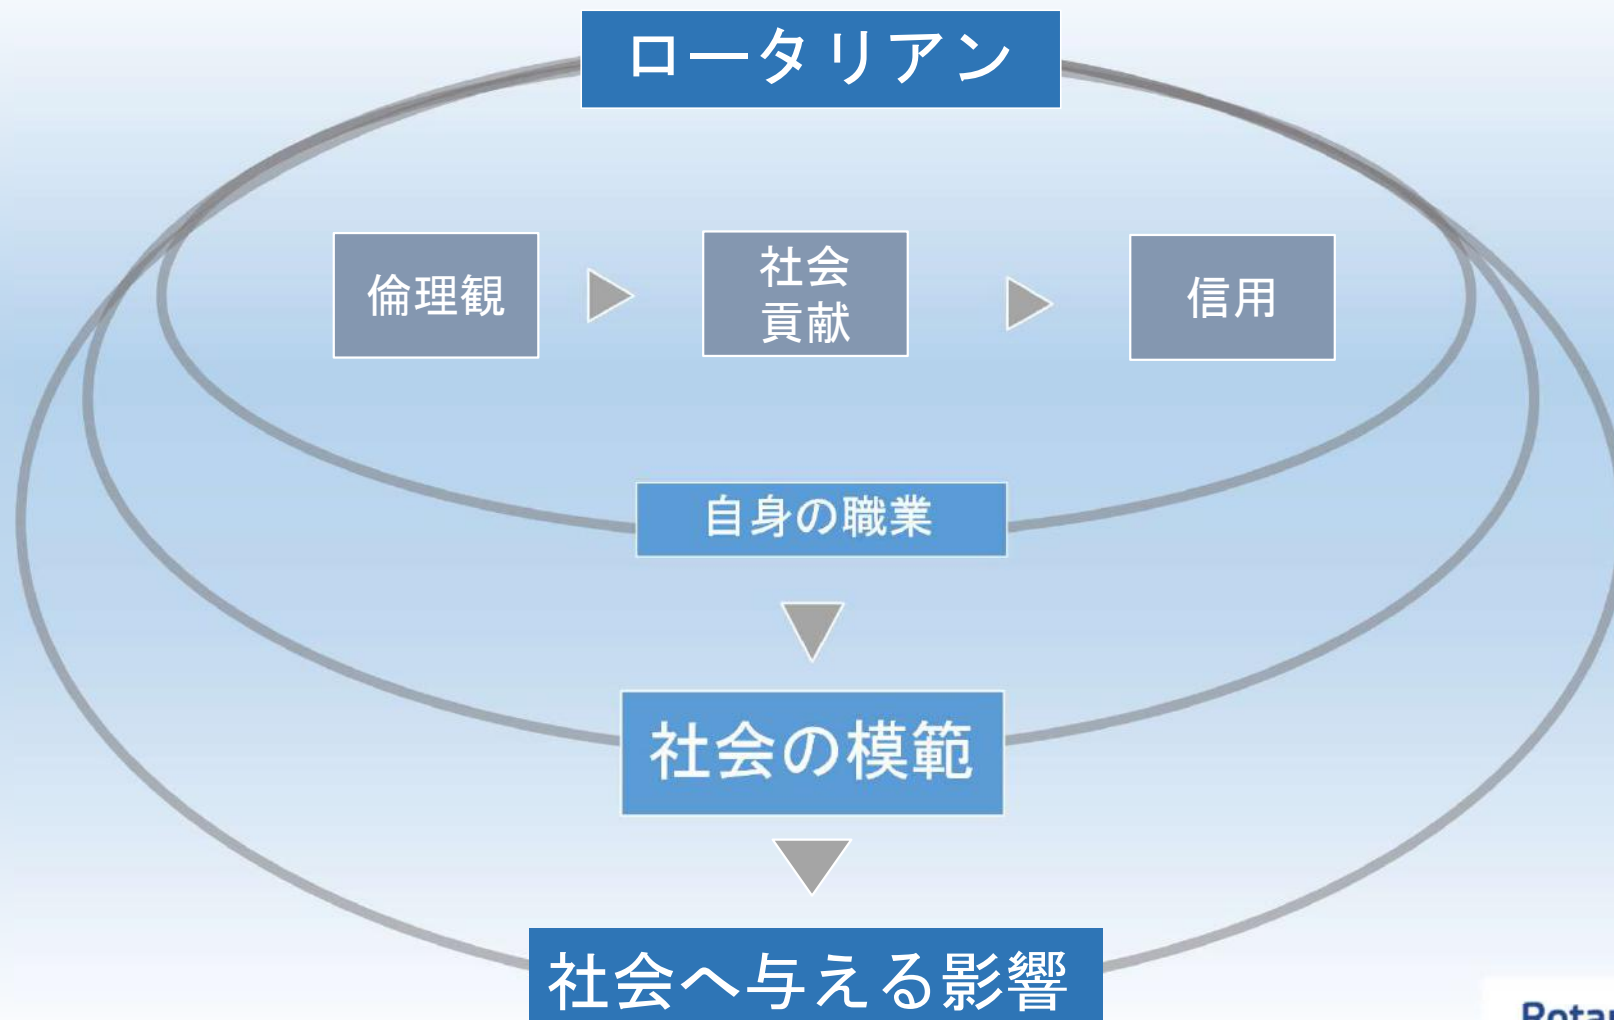 ロータリアン
倫理観
社会
貢献
信用
自身の職業
社会の模範
社会へ与える影響